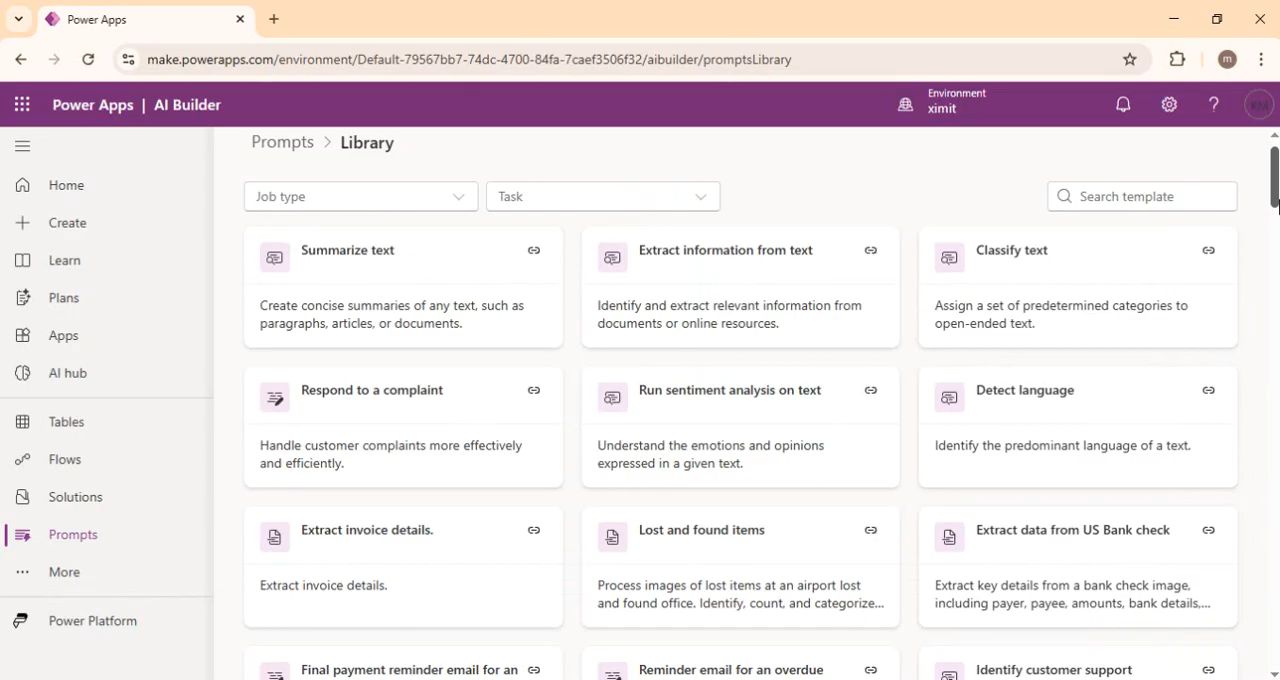 Power Apps
make.powerapps.com/environment/Default-79567bb7-74dc-4700-84fa-7caef3506f32/aibuilder/promptsLibrary
m
Power Apps | AI Builder
Environment
ximit
RM
Home
Create
Learn
Plans
Apps
AI hub
Tables
Flows
Solutions
Prompts
More
Power Platform
Prompts > Library
Job type
Task
Search template
Summarize text
Create concise summaries of any text, such as
paragraphs, articles, or documents.
Extract information from text
Identify and extract relevant information from
documents or online resources.
Classify text
Assign a set of predetermined categories to
open-ended text.
Respond to a complaint
Handle customer complaints more effectively
and efficiently.
Run sentiment analysis on text
Understand the emotions and opinions
expressed in a given text.
Detect language
Identify the predominant language of a text.
Extract invoice details.
Extract invoice details.
Lost and found items
Process images of lost items at an airport lost
and found office. Identify, count, and categorize...
Extract data from US Bank check
Extract key details from a bank check image,
including payer, payee, amounts, bank details,...
Final payment reminder email for an
Reminder email for an overdue
Identify customer support